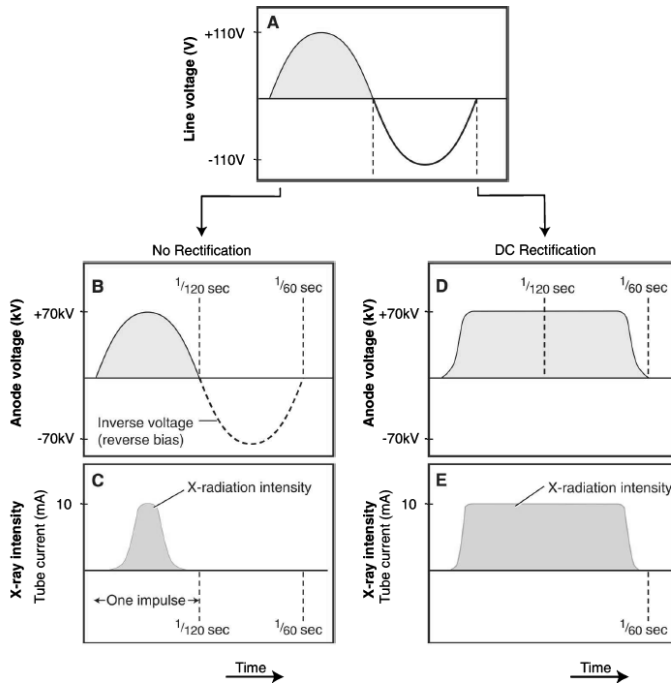 A
Line voltage (V)
+110V
-110V
No Rectification
DC Rectification
B
Anode voltage (kV)
+70kV
-70kV
1/120 sec
1/60 sec
Inverse voltage
(reverse bias)
D
Anode voltage (kV)
+70kV
-70kV
1/120 sec
1/60 sec
C
X-ray intensity
Tube current (mA)
10
X-radiation intensity
One impulse
1/120 sec
1/60 sec
Time
E
X-ray intensity
Tube current (mA)
10
X-radiation intensity
1/60 sec
Time